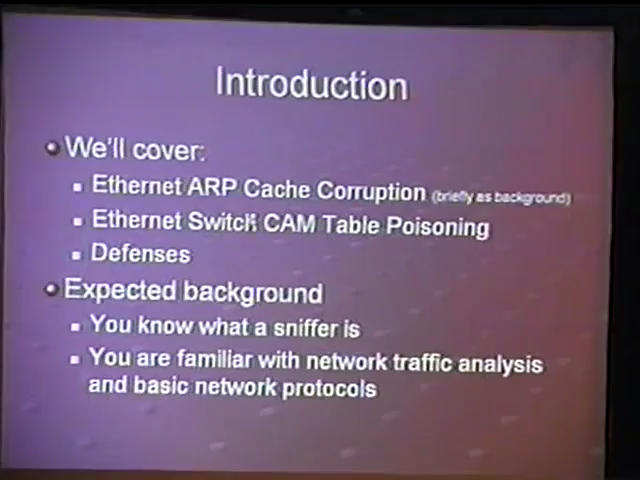 Introduction
We'll cover:
Ethernet ARP Cache Corruption (briefly as background)
Ethernet Switch CAM Table Poisoning
Defenses
Expected background
You know what a sniffer is
You are familiar with network traffic analysis
and basic network protocols